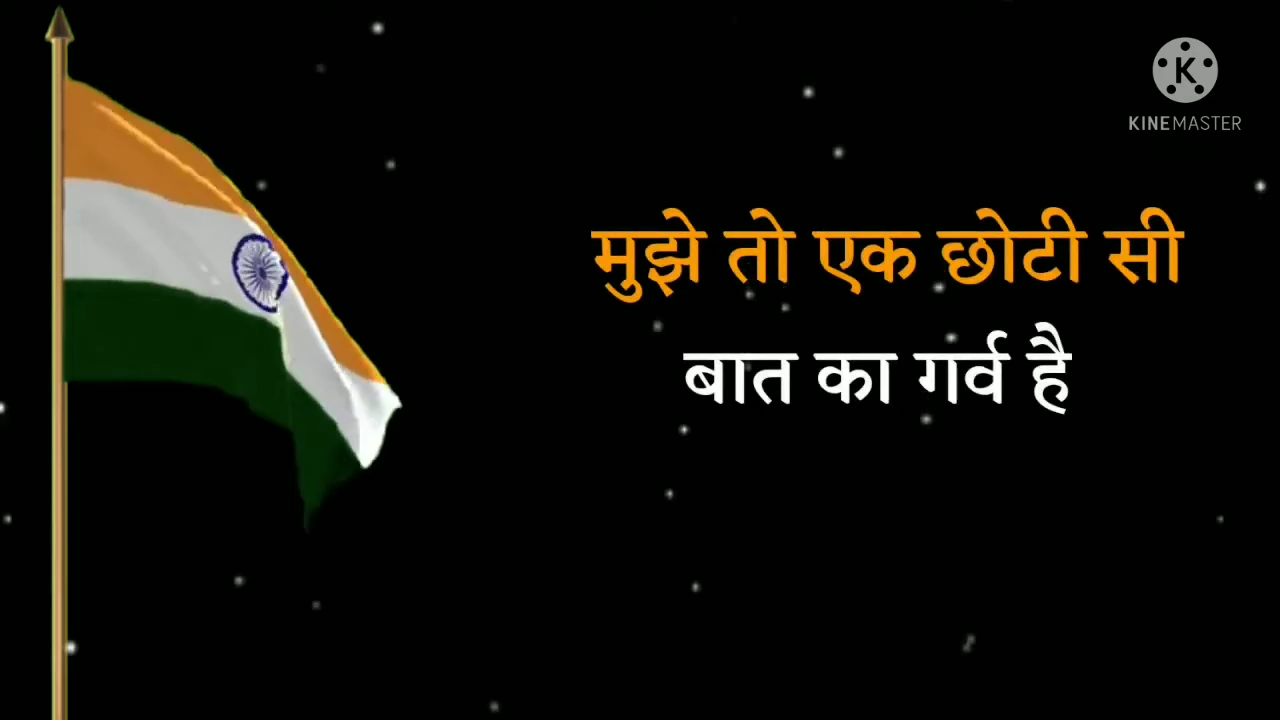 KINEMASTER
मुझे तो एक छोटी सी
बात का गर्व है